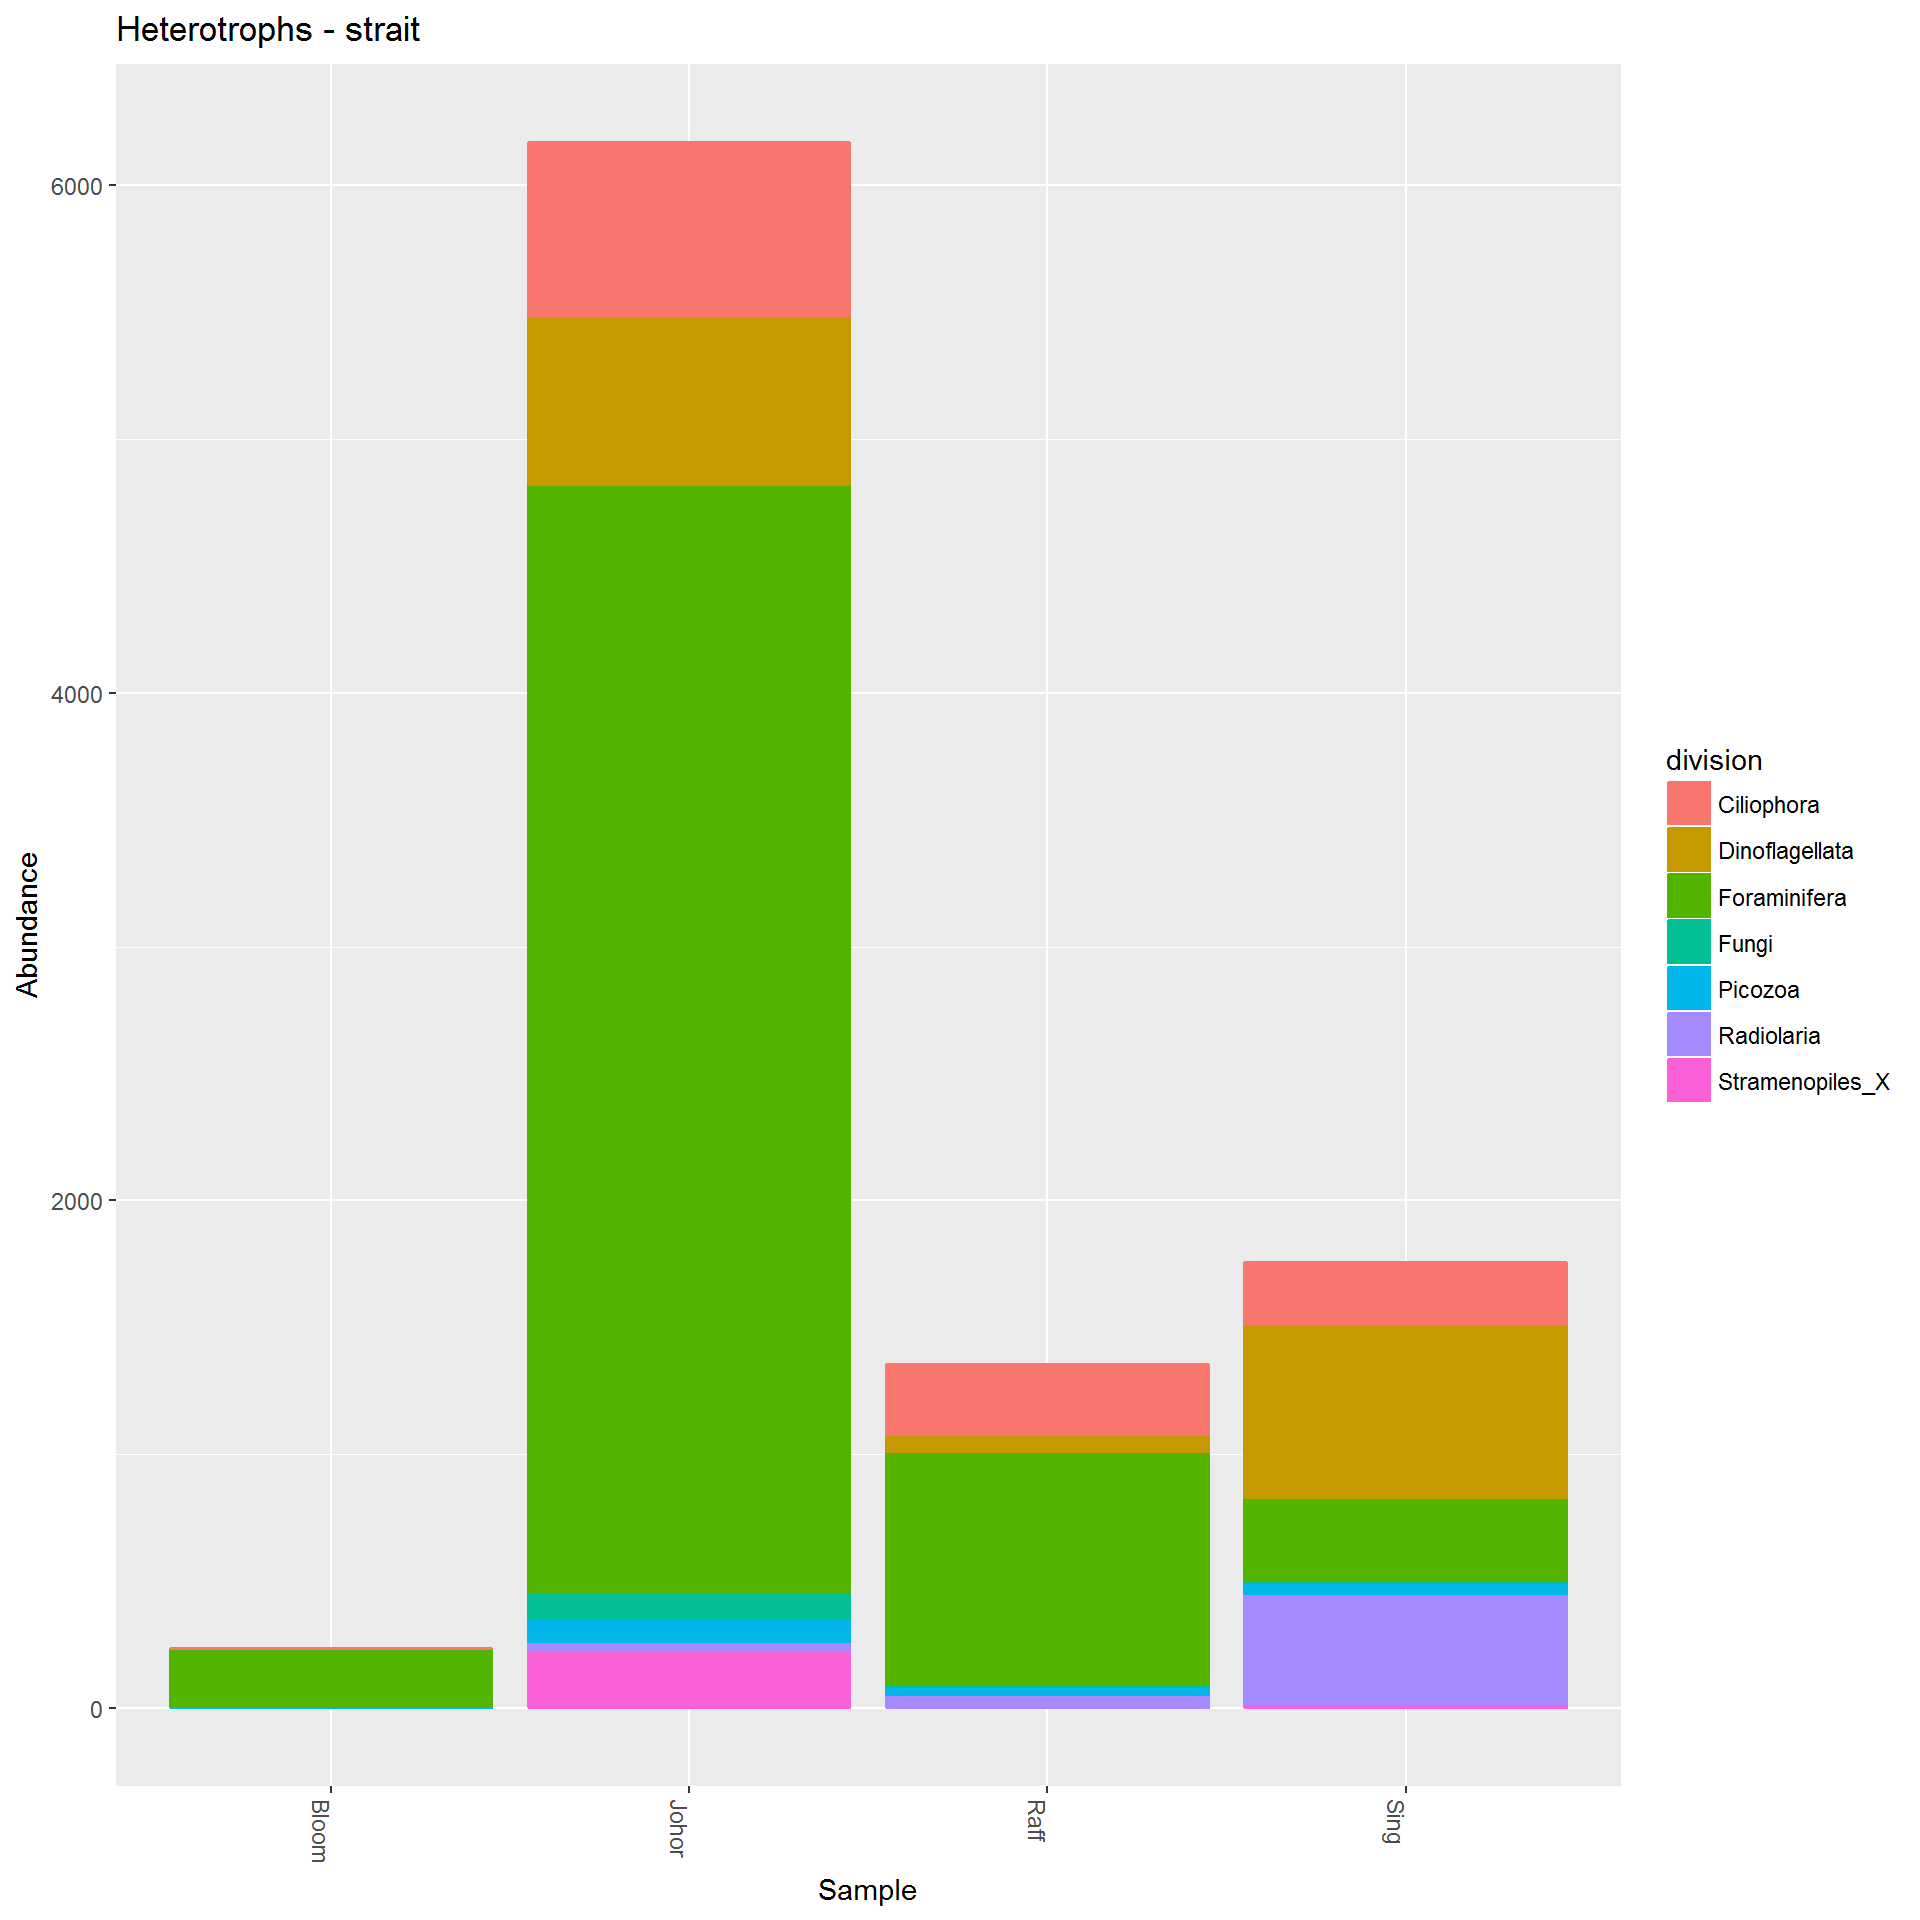 Heterotrophs - strait
6000
4000
2000
0
Abundance
Bloom
Johor
Raff
Sing
Sample
division
Ciliophora
Dinoflagellata
Foraminifera
Fungi
Picozoa
Radiolaria
Stramenopiles_X